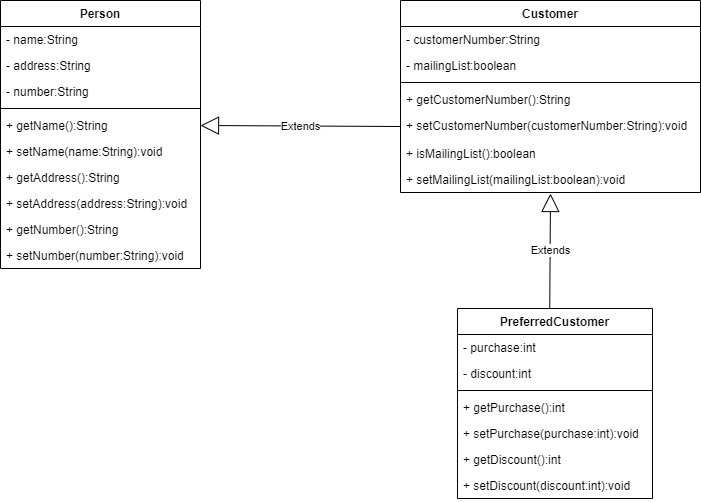 Person
- name:String
- address:String
- number:String
+ getName():String
+ setName(name:String):void
+ getAddress():String
+ setAddress(address:String):void
+ getNumber():String
+ setNumber(number:String):void
Extends
Customer
- customerNumber:String
- mailingList:boolean
+ getCustomerNumber():String
+ setCustomerNumber(customerNumber:String):void
+ isMailingList():boolean
+ setMailingList(mailingList:boolean):void
Extends
PreferredCustomer
- purchase:int
- discount:int
+ getPurchase():int
+ setPurchase(purchase:int):void
+ getDiscount():int
+ setDiscount(discount:int):void